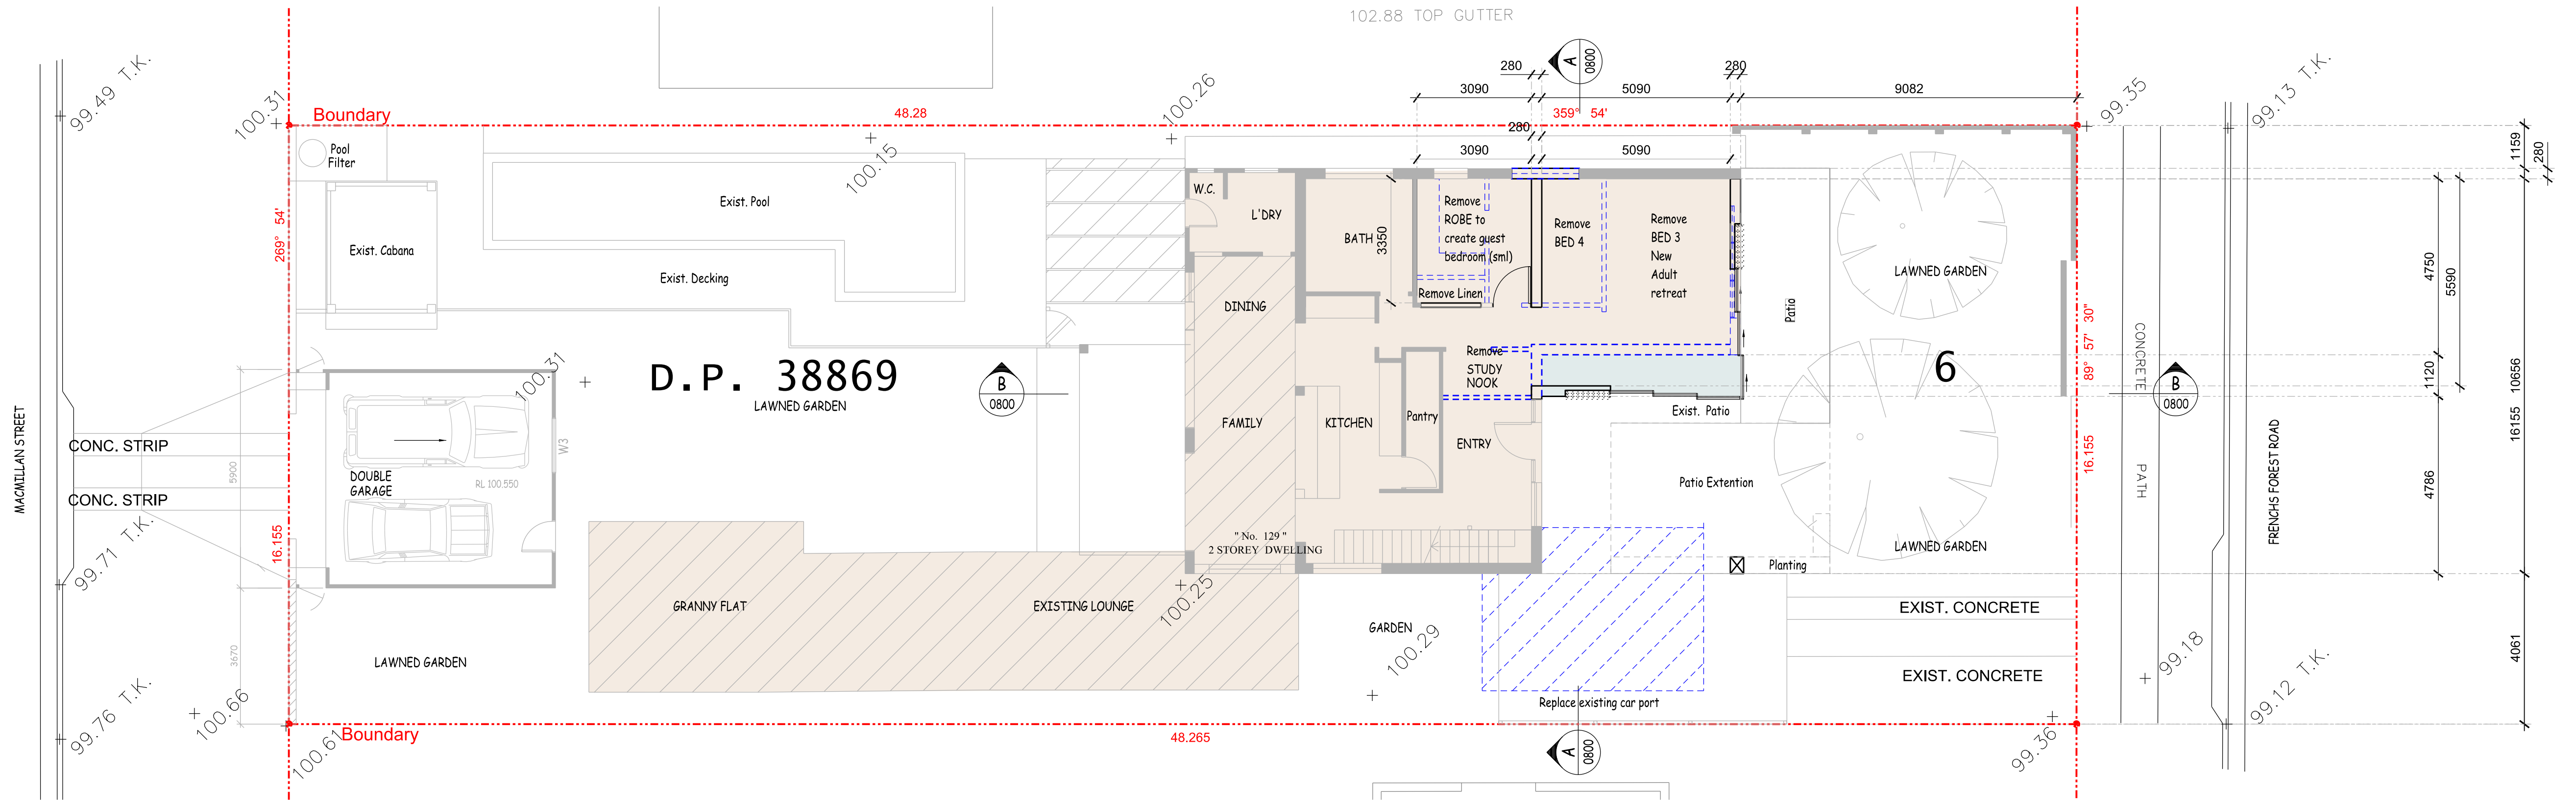 102.88 TOP GUTTER
99.49 T.K.
100.31
Boundary
48.28
100.26
280
A
0800
280
3090
5090
9082
359° 54'
99.35
99.13 T.K.
280
3090
5090
1159
280
Pool
Filter
100.15
269° 54'
Exist. Cabana
Exist. Pool
Exist. Decking
W.C.
L'DRY
BATH
3350
Remove
ROBE to
create guest
bedroom (sml)
Remove Linen
Remove
BED 4
Remove
BED 3
New
Adult
retreat
Patio
LAWNED GARDEN
4750
5590
DINING
89° 57' 30"
CONCRETE
PATH
D.P. 38869
100.31
LAWNED GARDEN
B
0800
Remove
STUDY
NOOK
6
B
0800
1120
10656
16155
MACMILLAN STREET
CONC. STRIP
CONC. STRIP
5900
DOUBLE
GARAGE
RL 100.550
W3
FAMILY
KITCHEN
Pantry
ENTRY
Exist. Patio
Patio Extention
16.155
4786
FRENCHS FOREST ROAD
16.155
99.71 T.K.
" No. 129 "
2 STOREY DWELLING
LAWNED GARDEN
Planting
100.25
GRANNY FLAT
EXISTING LOUNGE
GARDEN
100.29
EXIST. CONCRETE
EXIST. CONCRETE
4061
3670
LAWNED GARDEN
99.18
99.76 T.K.
100.66
100.61
Boundary
48.265
Replace existing car port
A
0800
99.36
99.12 T.K.